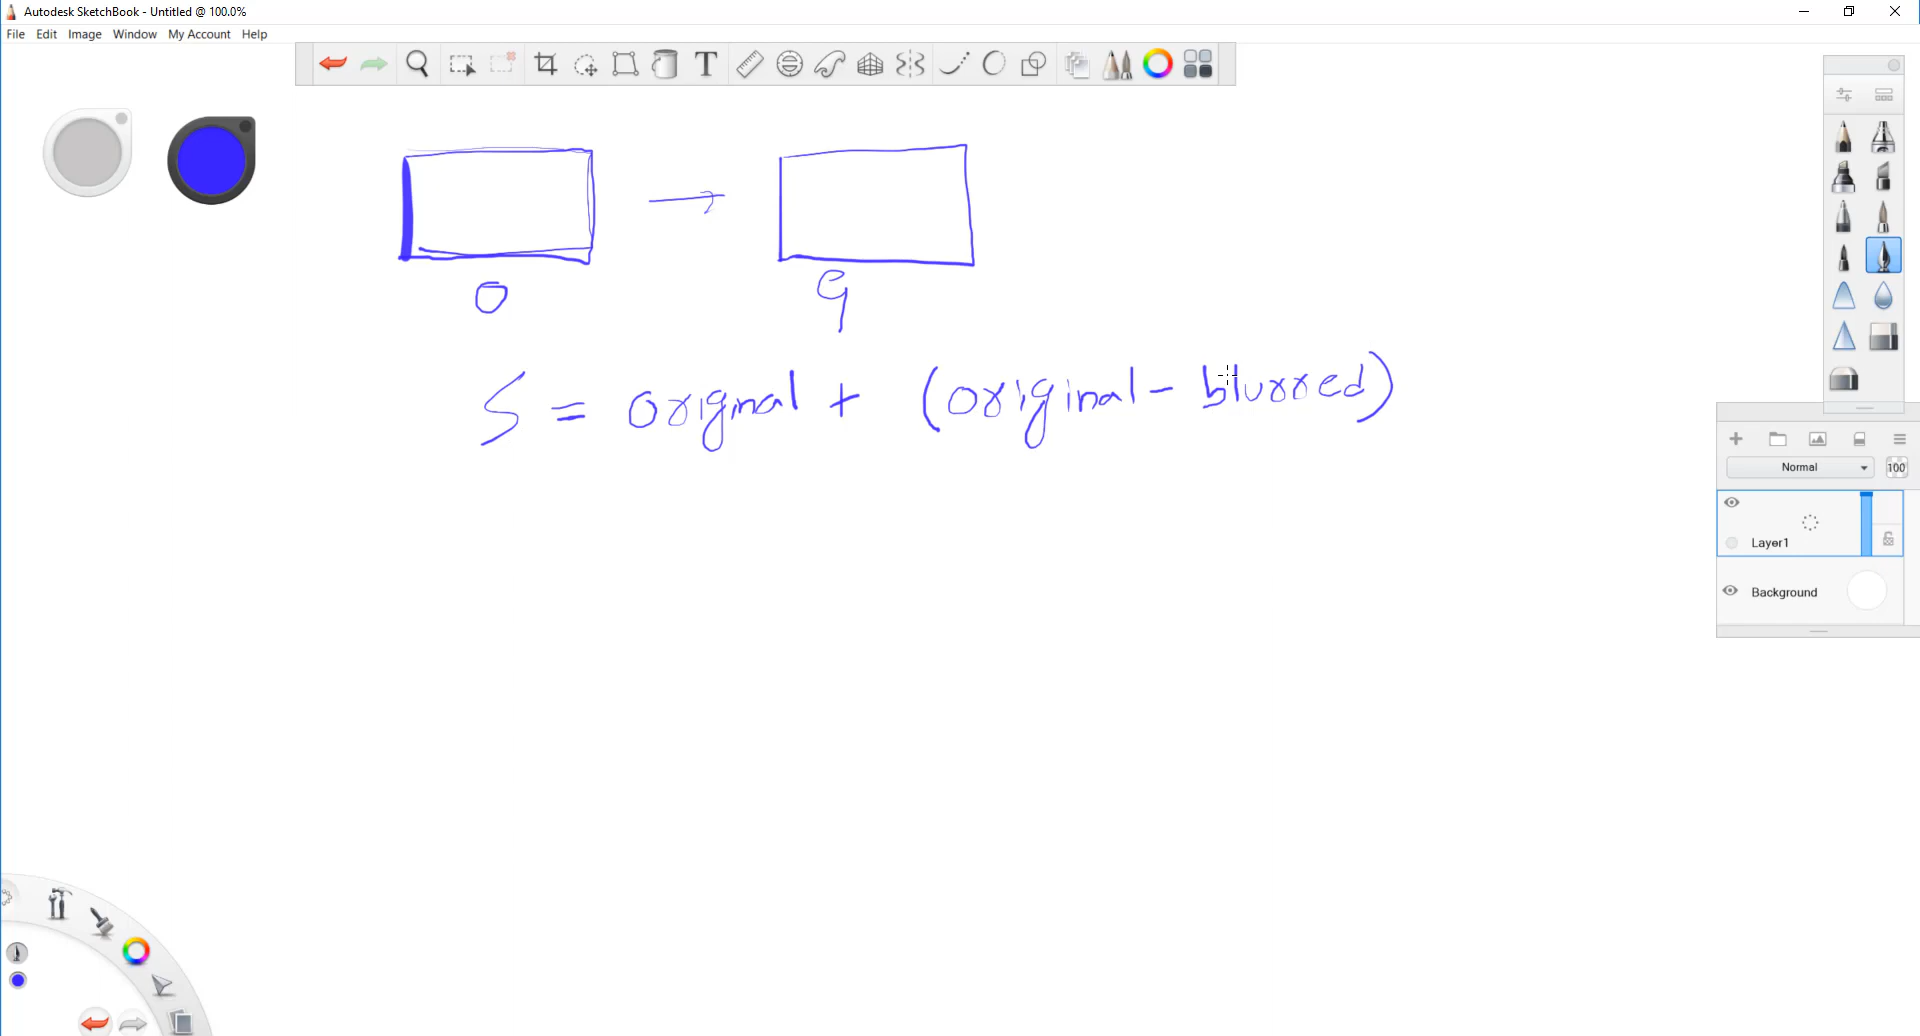 Autodesk SketchBook - Untitled @ 100.0%
File Edit Image Window My Account Help
T
O
9
S = orignal + (original - blurred)
Normal 100
Layer1
Background